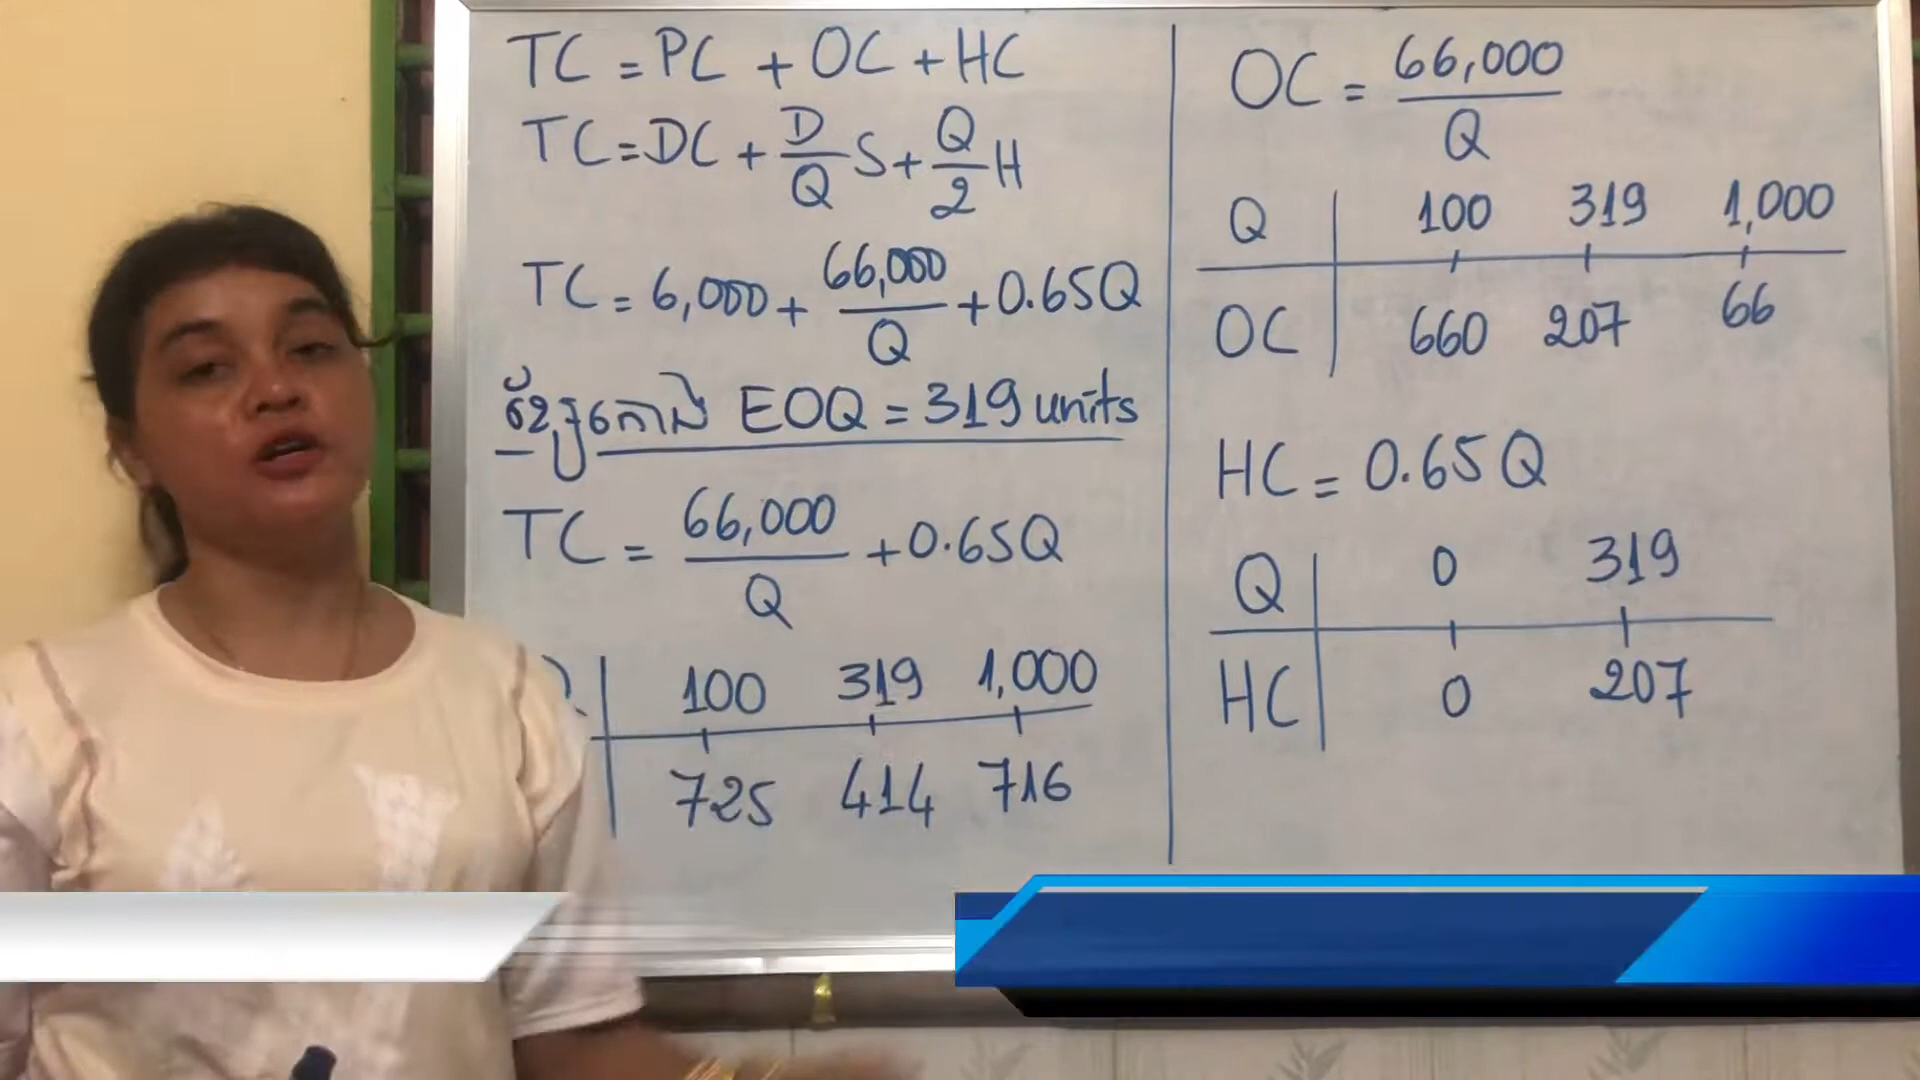 TC = PC + OC + HC
TC = DC + D/Q S + Q/2 H
TC = 6,000 + 66,000/Q + 0.65Q
EOQ = 319 units
TC = 66,000/Q + 0.65Q
100 319 1,000
725 414 716
OC = 66,000/Q
Q 100 319 1,000
OC 660 207 66
HC = 0.65Q
Q 0 319
HC 0 207